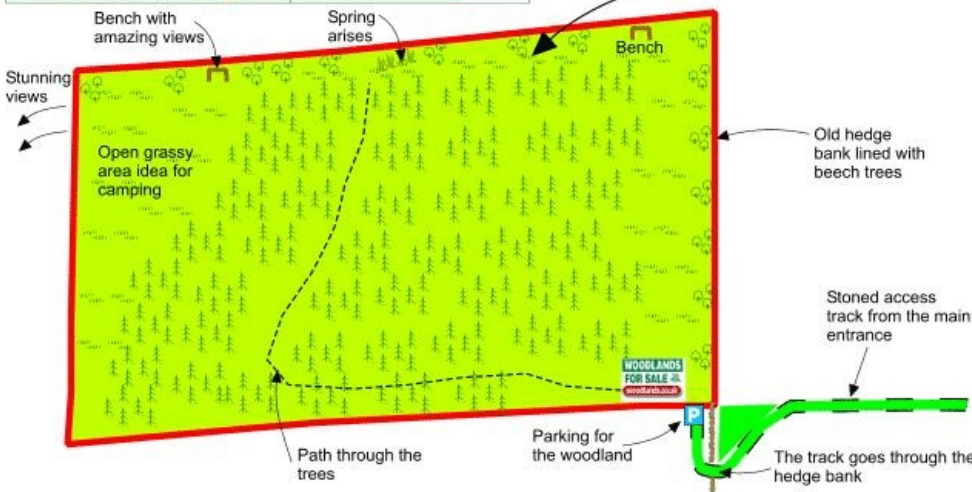 Bench with
amazing views
Spring
arises
Bench
Stunning
views
Open grassy
area idea for
camping
Old hedge
bank lined with
beech trees
Stoned access
track from the main
entrance
WOODLANDS
FOR SALE
woodlands.co.uk
P
Parking for
the woodland
Path through the
trees
The track goes through the
hedge bank